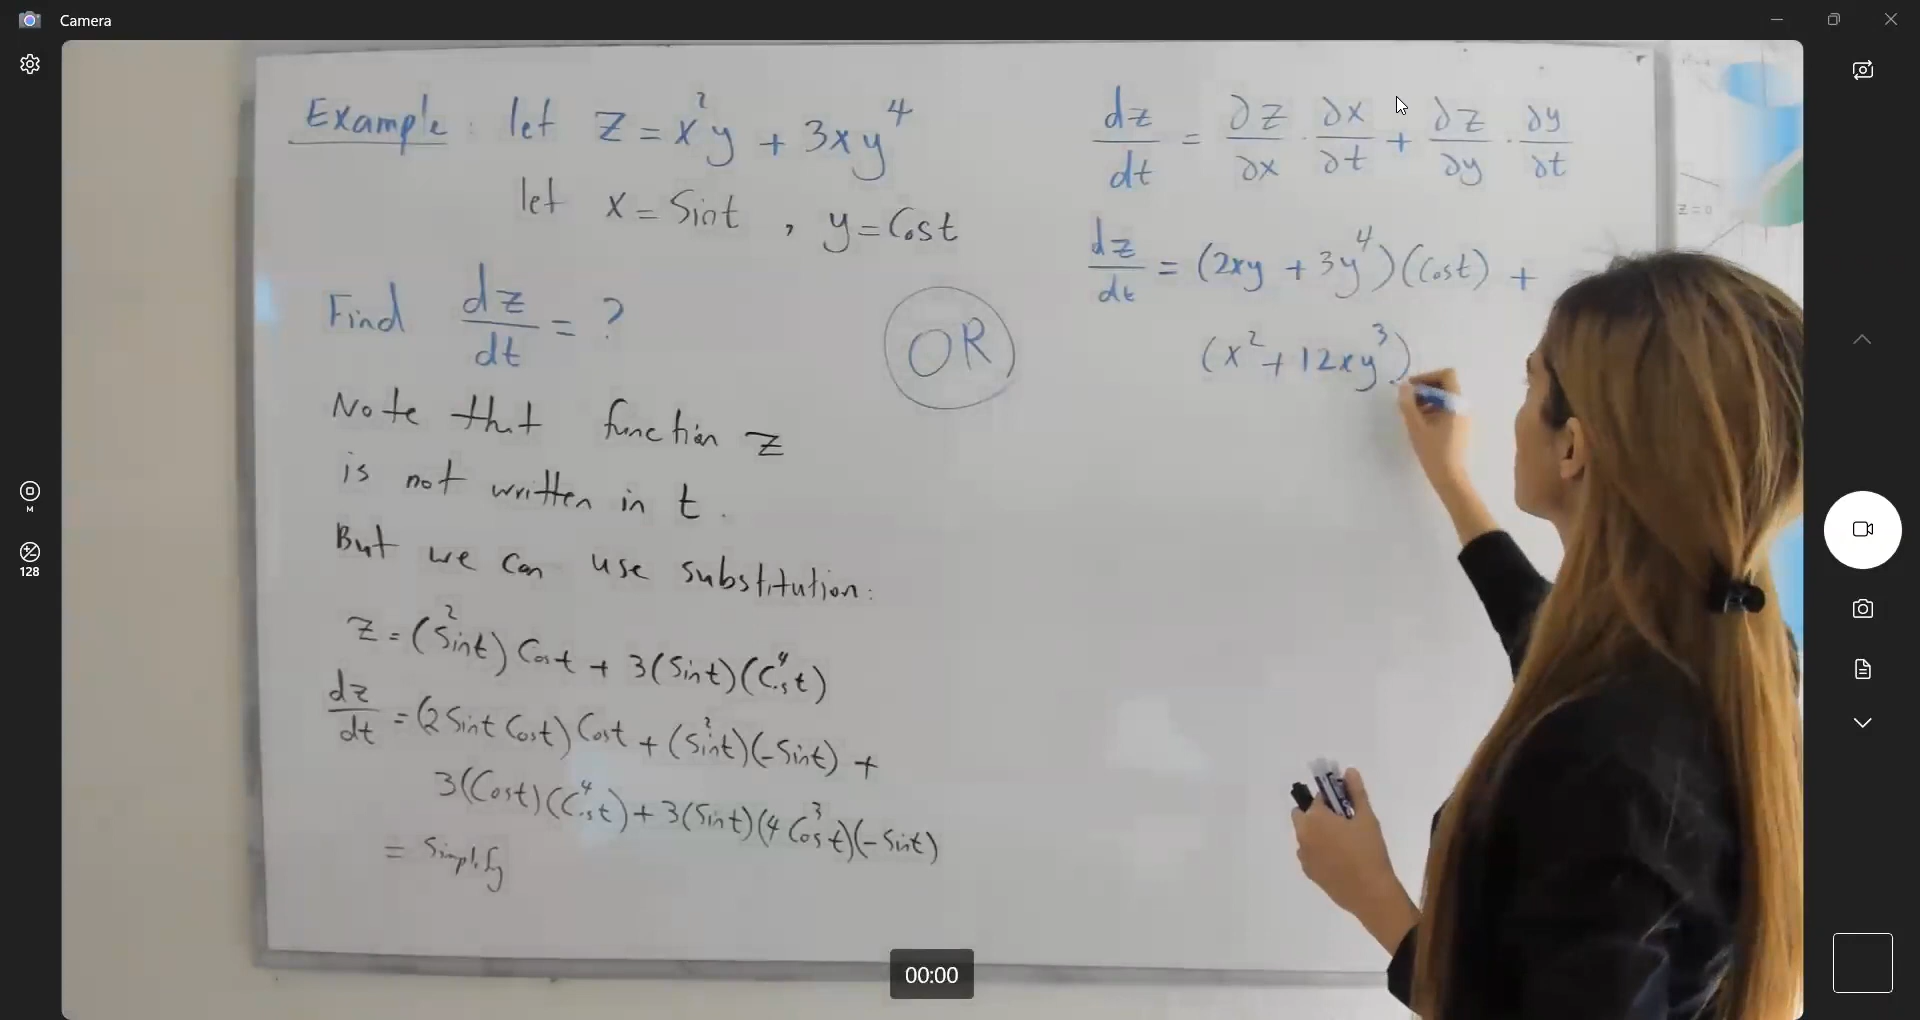 Camera
Example: let z = x²y + 3xy⁴
let x = Sint , y = Cost
Find dz/dt = ?
Note that function z
is not written in t.
But we can use substitution:
z = (Sin²t) Cost + 3(Sint)(Cos⁴t)
dz/dt = (2 Sint Cost) Cost + (Sin²t)(-Sint) +
3(Cost)(Cos⁴t) + 3(Sint)(4 Cos³t)(-Sint)
= Simplify
OR
dz/dt = ∂z/∂x · ∂x/∂t + ∂z/∂y · ∂y/∂t
dz/dt = (2xy + 3y⁴)(Cost) +
(x² + 12xy³)
z=0
M
128
00:00